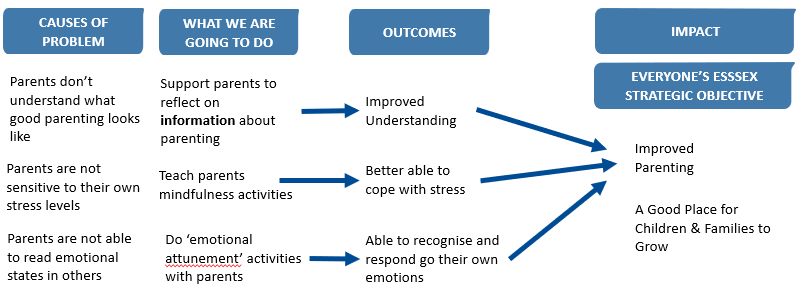 CAUSES OF
PROBLEM
WHAT WE ARE
GOING TO DO
OUTCOMES
IMPACT
EVERYONE'S ESSSEX
STRATEGIC OBJECTIVE
Parents don't
understand what
good parenting looks
like
Support parents to
reflect on
information about
parenting
Improved
Understanding
Parents are not
sensitive to their own
stress levels
Teach parents
mindfulness activities
Better able to
cope with stress
Parents are not able
to read emotional
states in others
Do 'emotional
attunement' activities
with parents
Able to recognise and
respond go their own
emotions
Improved
Parenting
A Good Place for
Children & Families to
Grow